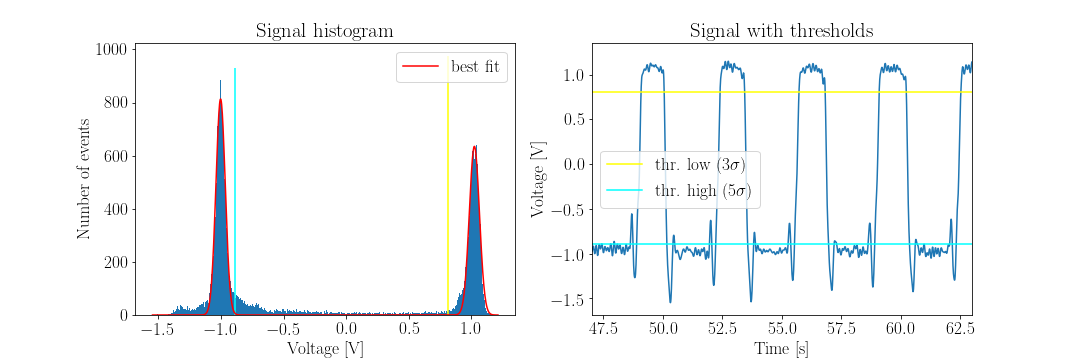 Signal histogram
1000
800
600
400
200
0
Number of events
best fit
−1.5 −1.0 −0.5 0.0 0.5 1.0
Voltage [V]
Signal with thresholds
1.0
0.5
0.0
−0.5
−1.0
−1.5
Voltage [V]
thr. low (3σ)
thr. high (5σ)
47.5 50.0 52.5 55.0 57.5 60.0 62.5
Time [s]